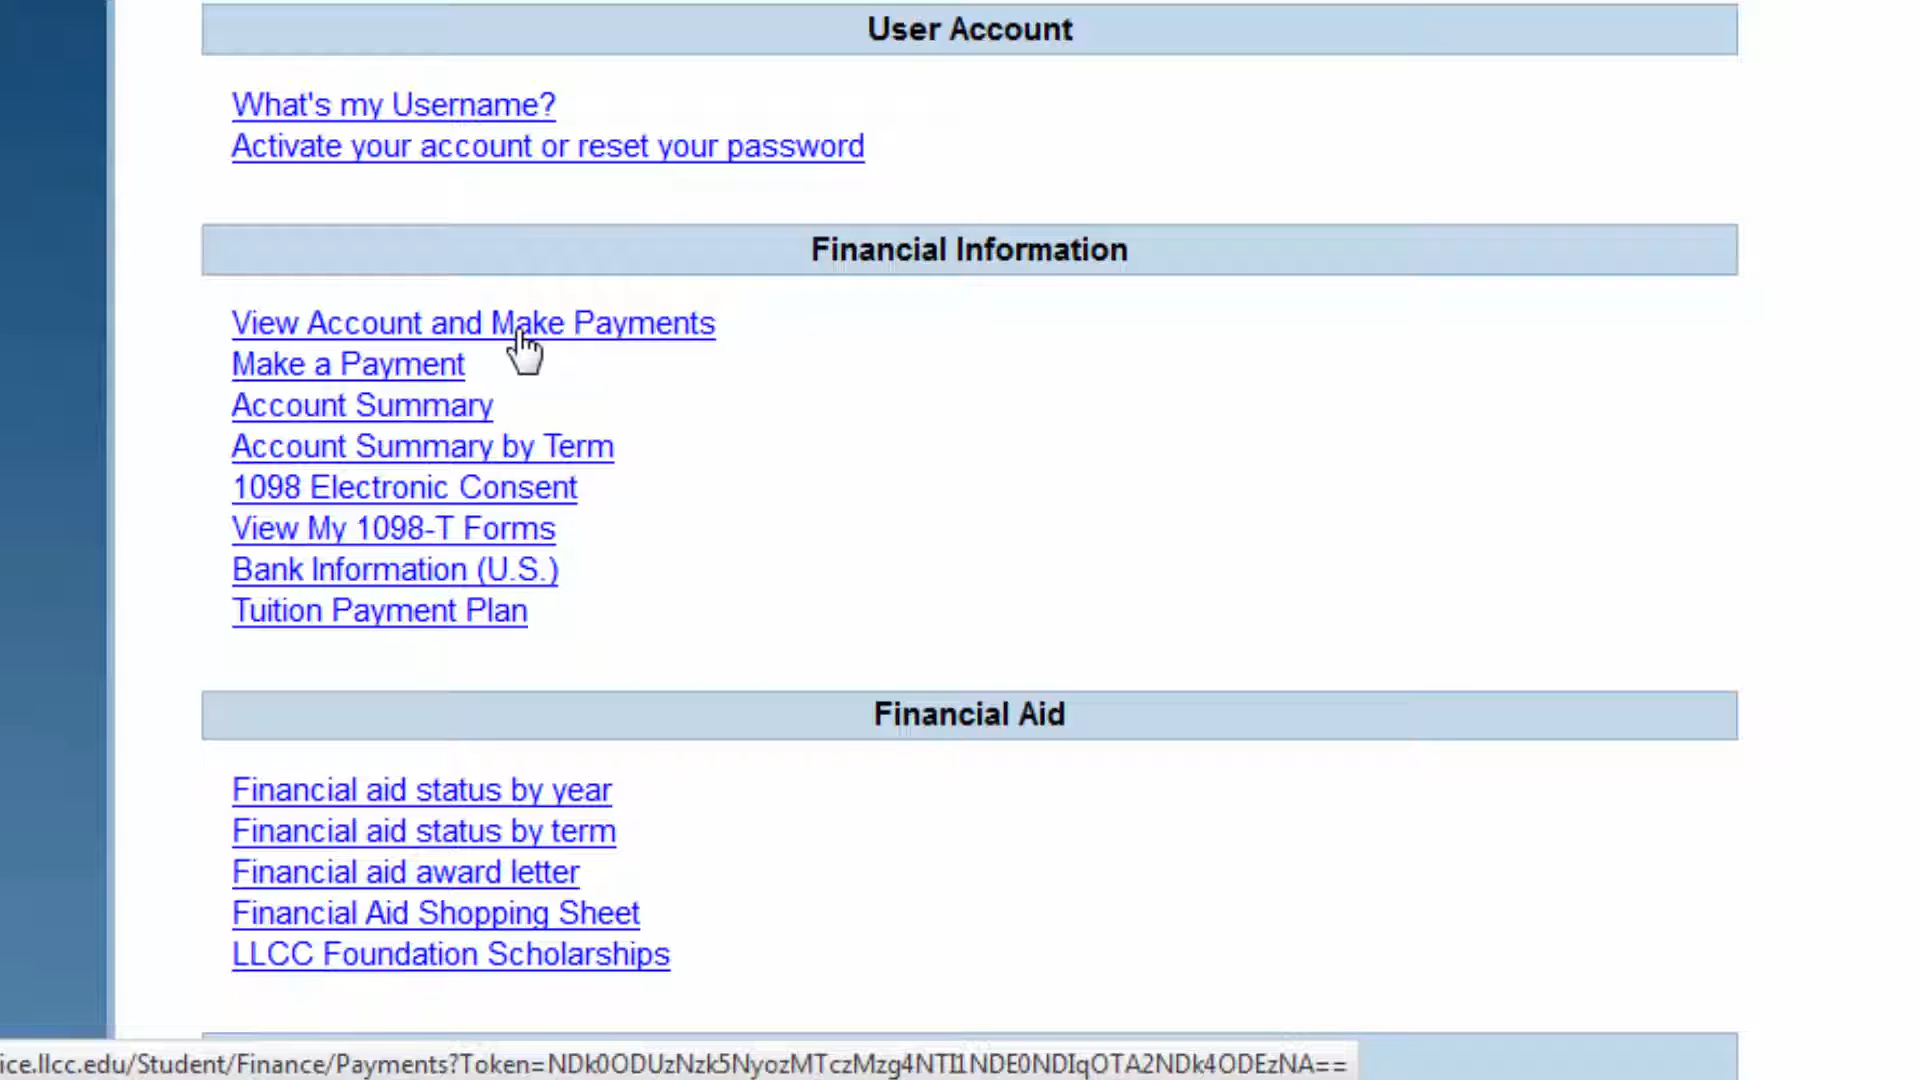 User Account
What's my Username?
Activate your account or reset your password
Financial Information
View Account and Make Payments
Make a Payment
Account Summary
Account Summary by Term
1098 Electronic Consent
View My 1098-T Forms
Bank Information (U.S.)
Tuition Payment Plan
Financial Aid
Financial aid status by year
Financial aid status by term
Financial aid award letter
Financial Aid Shopping Sheet
LLCC Foundation Scholarships
ice.llcc.edu/Student/Finance/Payments?Token=NDk0ODUzNzk5NyozMTczMzg4NTI1NDE0NDIqOTA2NDk4ODEzNA==